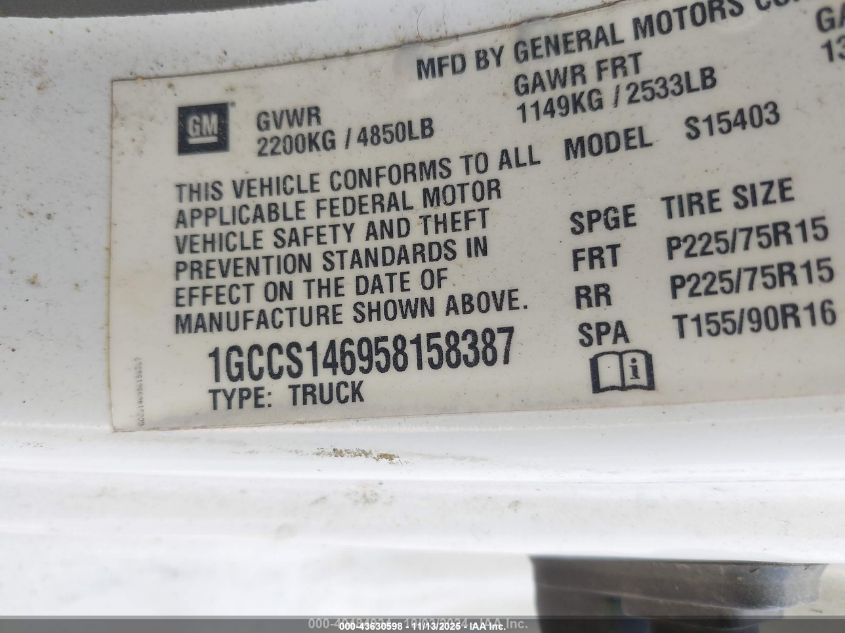 MFD BY GENERAL MOTORS
GM
GVWR
2200KG / 4850LB
GAWR FRT
1149KG / 2533LB
THIS VEHICLE CONFORMS TO ALL
APPLICABLE FEDERAL MOTOR
VEHICLE SAFETY AND THEFT
PREVENTION STANDARDS IN
EFFECT ON THE DATE OF
MANUFACTURE SHOWN ABOVE.
1GCCS146958158387
TYPE: TRUCK
MODEL S15403
SPGE TIRE SIZE
FRT P225/75R15
RR P225/75R15
SPA T155/90R16
i
000-43630598 - 11/13/2025 - IAA Inc.